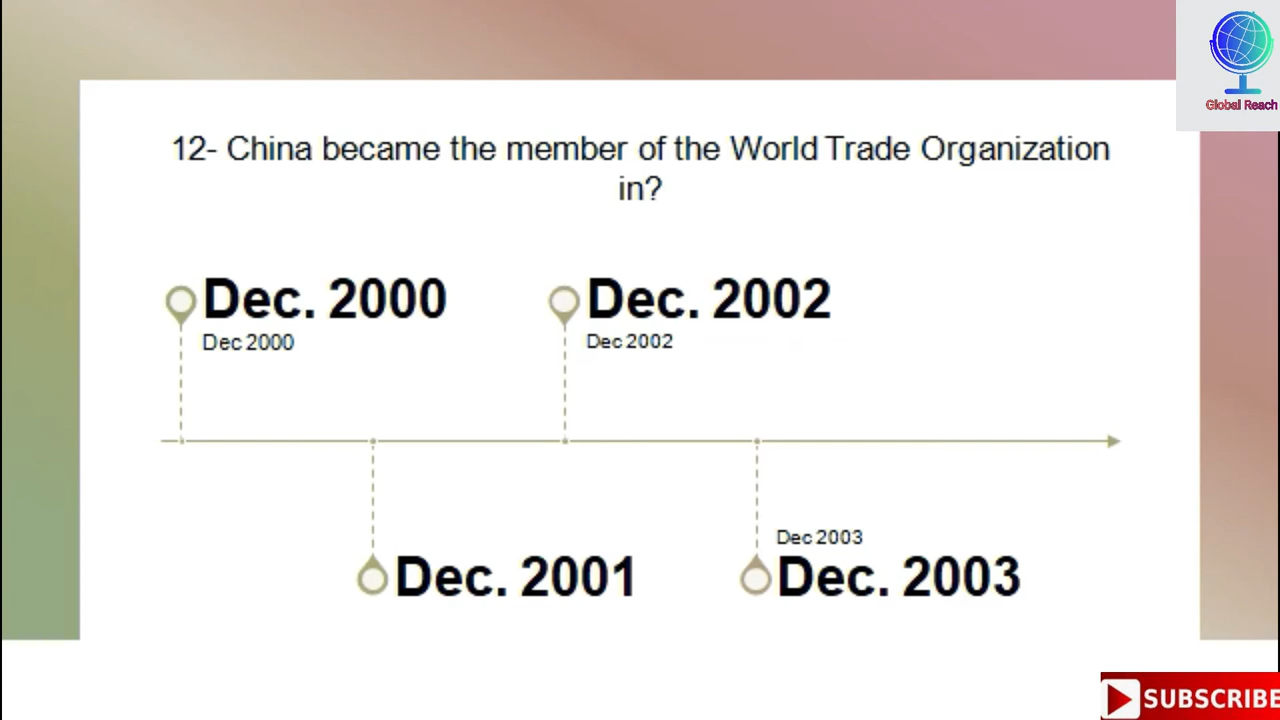 Global Reach
12- China became the member of the World Trade Organization
in?
Dec. 2000
Dec 2000
Dec. 2002
Dec 2002
Dec. 2001
Dec 2003
Dec. 2003
SUBSCRIBE